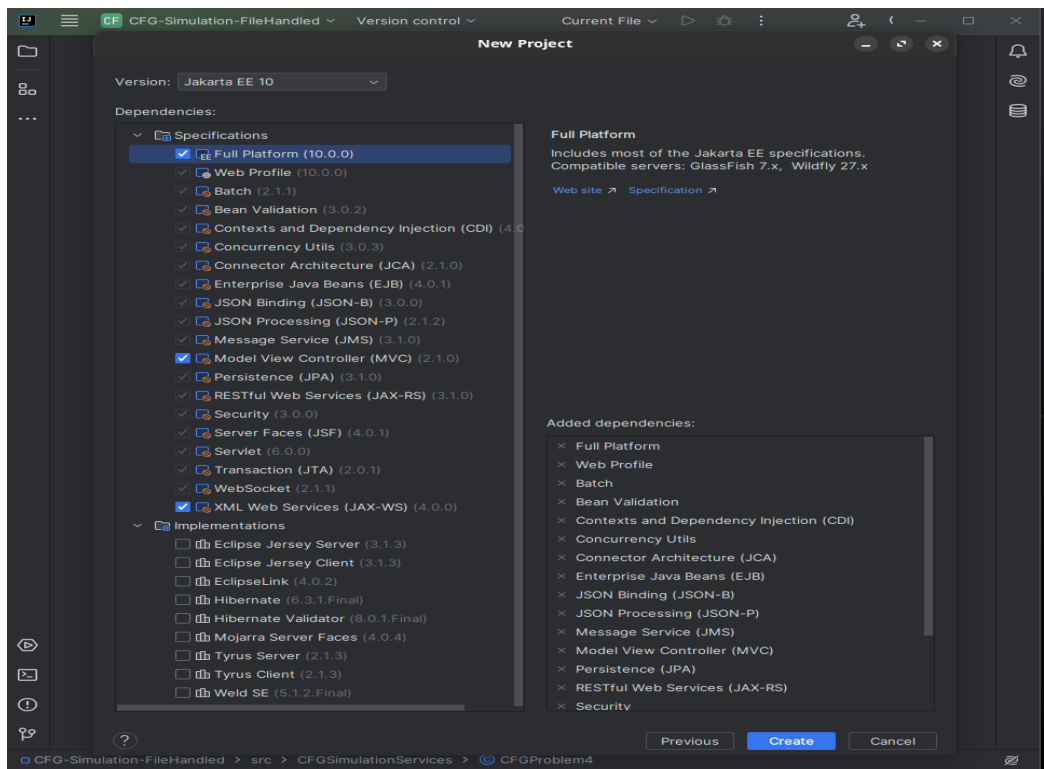 CF CFG-Simulation-FileHandled Version control Current File
New Project
Version: Jakarta EE 10
Dependencies:
Specifications
Full Platform (10.0.0)
Web Profile (10.0.0)
Batch (2.1.1)
Bean Validation (3.0.2)
Contexts and Dependency Injection (CDI) (4.0
Concurrency Utils (3.0.3)
Connector Architecture (JCA) (2.1.0)
Enterprise Java Beans (EJB) (4.0.1)
JSON Binding (JSON-B) (3.0.0)
JSON Processing (JSON-P) (2.1.2)
Message Service (JMS) (3.1.0)
Model View Controller (MVC) (2.1.0)
Persistence (JPA) (3.1.0)
RESTful Web Services (JAX-RS) (3.1.0)
Security (3.0.0)
Server Faces (JSF) (4.0.1)
Servlet (6.0.0)
Transaction (JTA) (2.0.1)
WebSocket (2.1.1)
XML Web Services (JAX-WS) (4.0.0)
Implementations
Eclipse Jersey Server (3.1.3)
Eclipse Jersey Client (3.1.3)
EclipseLink (4.0.2)
Hibernate (6.3.1.Final)
Hibernate Validator (8.0.1.Final)
Mojarra Server Faces (4.0.4)
Tyrus Server (2.1.3)
Tyrus Client (2.1.3)
Weld SE (5.1.2.Final)
Full Platform
Includes most of the Jakarta EE specifications.
Compatible servers: GlassFish 7.x, Wildfly 27.x
Web site ↗ Specification ↗
Added dependencies:
× Full Platform
× Web Profile
× Batch
× Bean Validation
× Contexts and Dependency Injection (CDI)
× Concurrency Utils
× Connector Architecture (JCA)
× Enterprise Java Beans (EJB)
× JSON Binding (JSON-B)
× JSON Processing (JSON-P)
× Message Service (JMS)
× Model View Controller (MVC)
× Persistence (JPA)
× RESTful Web Services (JAX-RS)
× Security
? Previous Create Cancel
CFG-Simulation-FileHandled > src > CFGSimulationServices > CFGProblem4